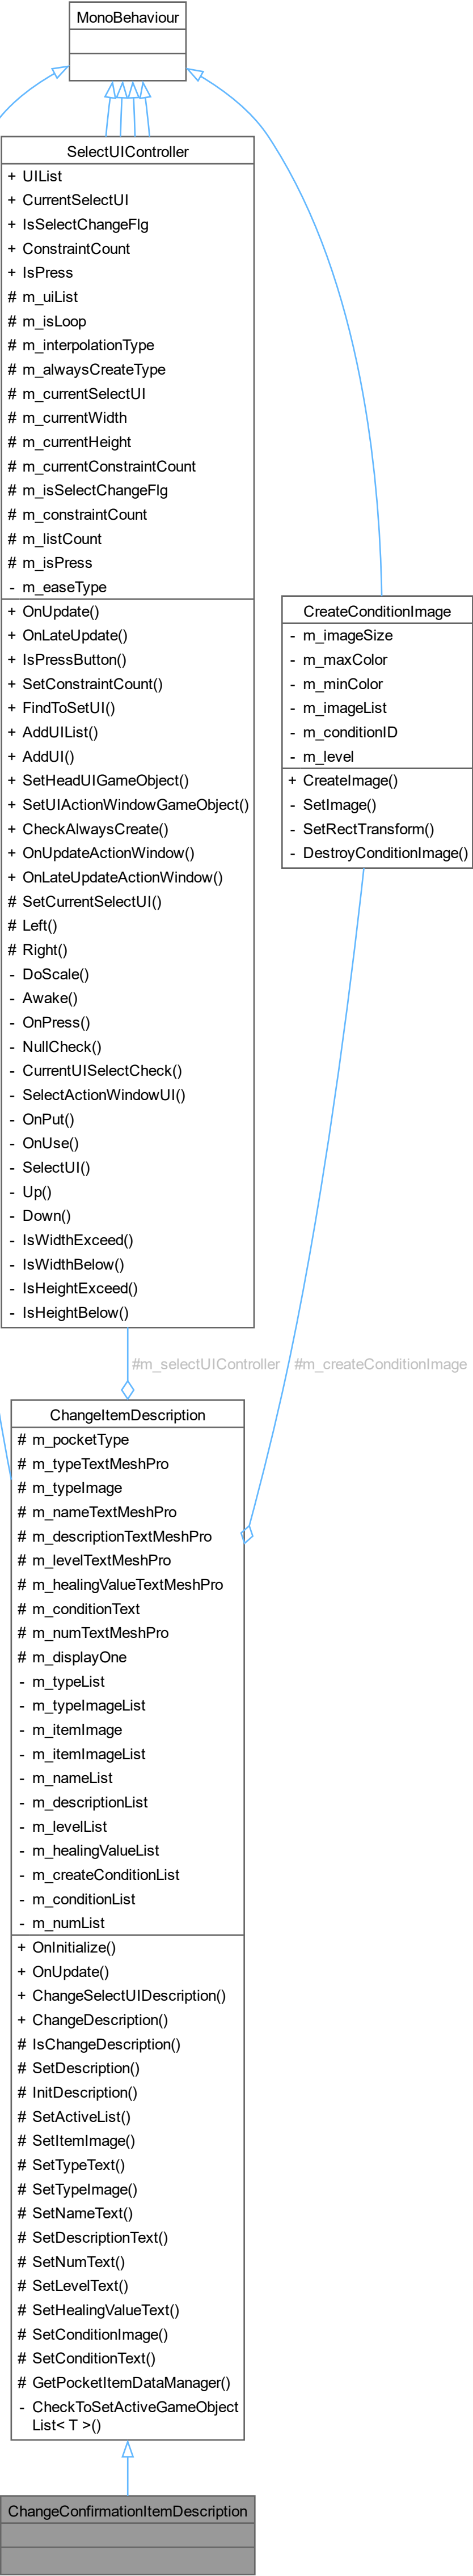 MonoBehaviour
SelectUIController
+ UIList
+ CurrentSelectUI
+ IsSelectChangeFlg
+ ConstraintCount
+ IsPress
# m_uiList
# m_isLoop
# m_interpolationType
# m_alwaysCreateType
# m_currentSelectUI
# m_currentWidth
# m_currentHeight
# m_currentConstraintCount
# m_isSelectChangeFlg
# m_constraintCount
# m_listCount
# m_isPress
- m_easeType
+ OnUpdate()
+ OnLateUpdate()
+ IsPressButton()
+ SetConstraintCount()
+ FindToSetUI()
+ AddUIList()
+ AddUI()
+ SetHeadUIGameObject()
+ SetUIActionWindowGameObject()
+ CheckAlwaysCreate()
+ OnUpdateActionWindow()
+ OnLateUpdateActionWindow()
# SetCurrentSelectUI()
# Left()
# Right()
- DoScale()
- Awake()
- OnPress()
- NullCheck()
- CurrentUISelectCheck()
- SelectActionWindowUI()
- OnPut()
- OnUse()
- SelectUI()
- Up()
- Down()
- IsWidthExceed()
- IsWidthBelow()
- IsHeightExceed()
- IsHeightBelow()
CreateConditionImage
- m_imageSize
- m_maxColor
- m_minColor
- m_imageList
- m_conditionID
- m_level
+ CreateImage()
- SetImage()
- SetRectTransform()
- DestroyConditionImage()
#m_selectUIController
#m_createConditionImage
ChangeItemDescription
# m_pocketType
# m_typeTextMeshPro
# m_typeImage
# m_nameTextMeshPro
# m_descriptionTextMeshPro
# m_levelTextMeshPro
# m_healingValueTextMeshPro
# m_conditionText
# m_numTextMeshPro
# m_displayOne
- m_typeList
- m_typeImageList
- m_itemImage
- m_itemImageList
- m_nameList
- m_descriptionList
- m_levelList
- m_healingValueList
- m_createConditionList
- m_conditionList
- m_numList
+ OnInitialize()
+ OnUpdate()
+ ChangeSelectUIDescription()
+ ChangeDescription()
# IsChangeDescription()
# SetDescription()
# InitDescription()
# SetActiveList()
# SetItemImage()
# SetTypeText()
# SetTypeImage()
# SetNameText()
# SetDescriptionText()
# SetNumText()
# SetLevelText()
# SetHealingValueText()
# SetConditionImage()
# SetConditionText()
# GetPocketItemDataManager()
- CheckToSetActiveGameObject
List< T >()
ChangeConfirmationItemDescription